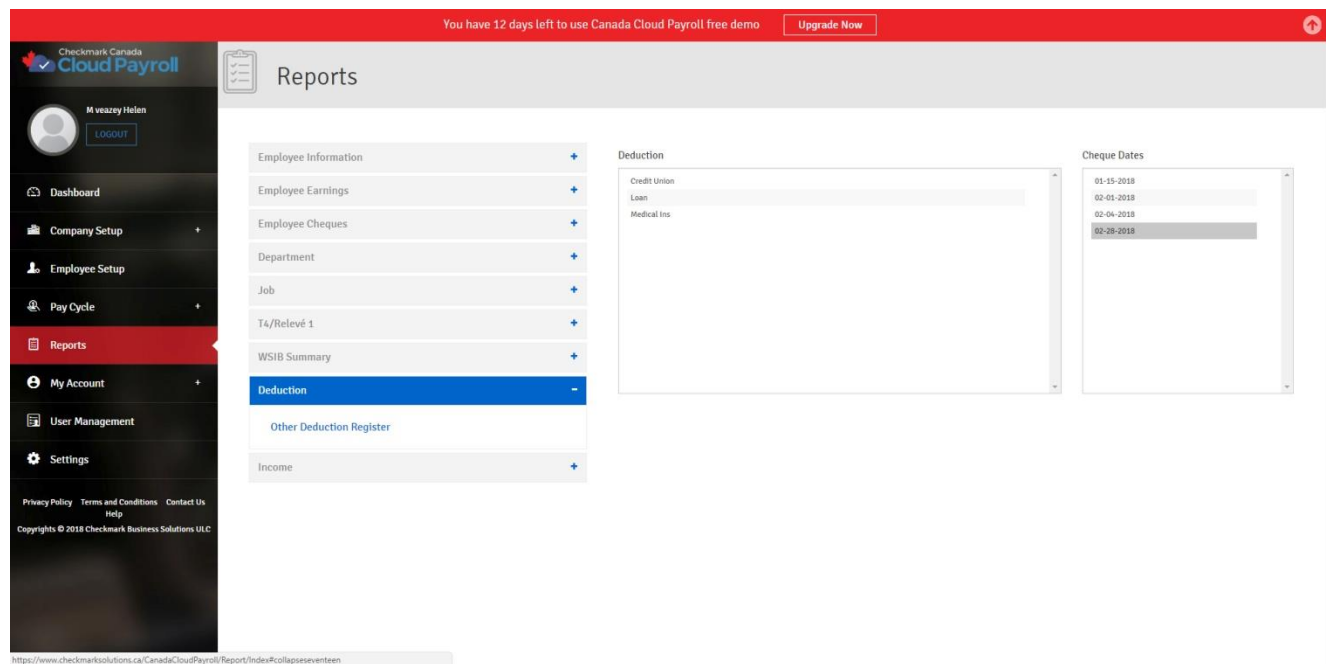 You have 12 days left to use Canada Cloud Payroll free demo Upgrade Now
Checkmark Canada
Cloud Payroll
M veazey Helen
LOGOUT
Dashboard
Company Setup +
Employee Setup
Pay Cycle +
Reports
My Account +
User Management
Settings
Privacy Policy Terms and Conditions Contact Us
Help
Copyrights © 2018 Checkmark Business Solutions ULC
Reports
Employee Information +
Employee Earnings +
Employee Cheques +
Department +
Job +
T4/Relevé 1 +
WSIB Summary +
Deduction -
Other Deduction Register
Income +
Deduction
Credit Union
Loan
Medical Ins
Cheque Dates
01-15-2018
02-01-2018
02-04-2018
02-28-2018
https://www.checkmarksolutions.ca/CanadaCloudPayroll/Report/Index#collapseseventeen